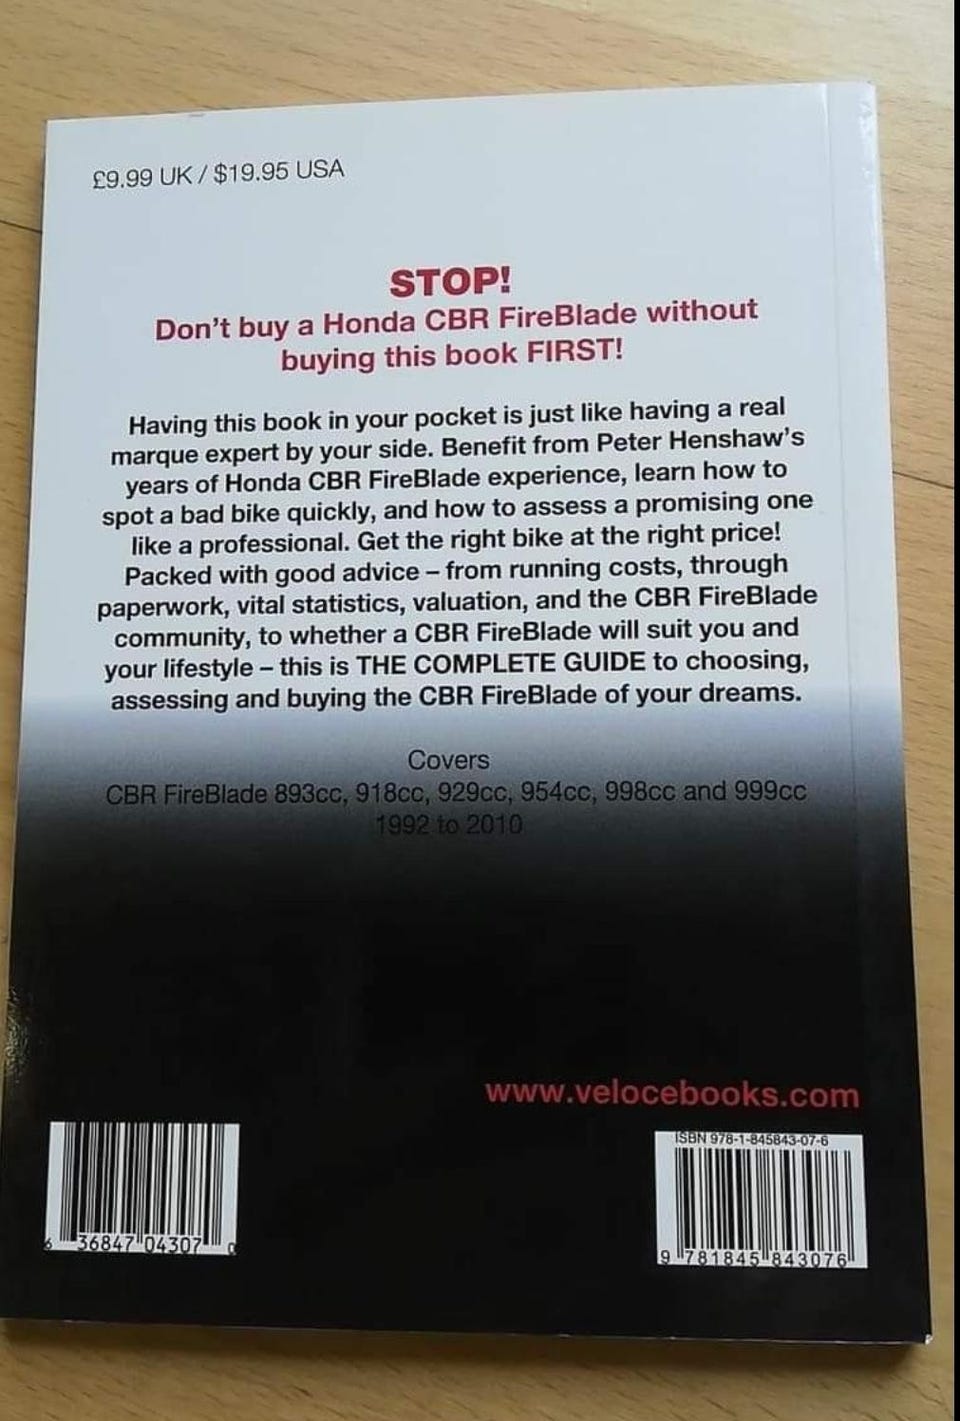 £9.99 UK / $19.95 USA
STOP!
Don't buy a Honda CBR FireBlade without
buying this book FIRST!
Having this book in your pocket is just like having a real
marque expert by your side. Benefit from Peter Henshaw's
years of Honda CBR FireBlade experience, learn how to
spot a bad bike quickly, and how to assess a promising one
like a professional. Get the right bike at the right price!
Packed with good advice – from running costs, through
paperwork, vital statistics, valuation, and the CBR FireBlade
community, to whether a CBR FireBlade will suit you and
your lifestyle – this is THE COMPLETE GUIDE to choosing,
assessing and buying the CBR FireBlade of your dreams.
Covers
CBR FireBlade 893cc, 918cc, 929cc, 954cc, 998cc and 999cc
1992 to 2010
www.velocebooks.com
ISBN 978-1-845843-07-6
6 36847 04307 0
9 781845 843076